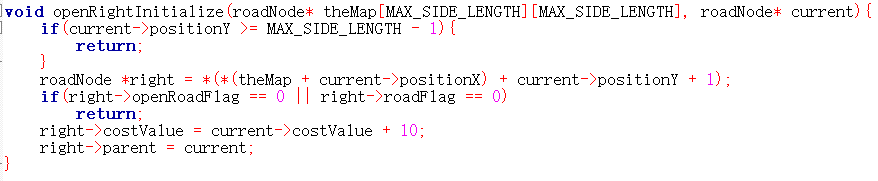 void openRightInitialize(roadNode* theMap[MAX_SIDE_LENGTH][MAX_SIDE_LENGTH], roadNode* current){
    if(current->positionY >= MAX_SIDE_LENGTH - 1){
        return;
    }
    roadNode *right = *(*(theMap + current->positionX) + current->positionY + 1);
    if(right->openRoadFlag == 0 || right->roadFlag == 0)
        return;
    right->costValue = current->costValue + 10;
    right->parent = current;
}